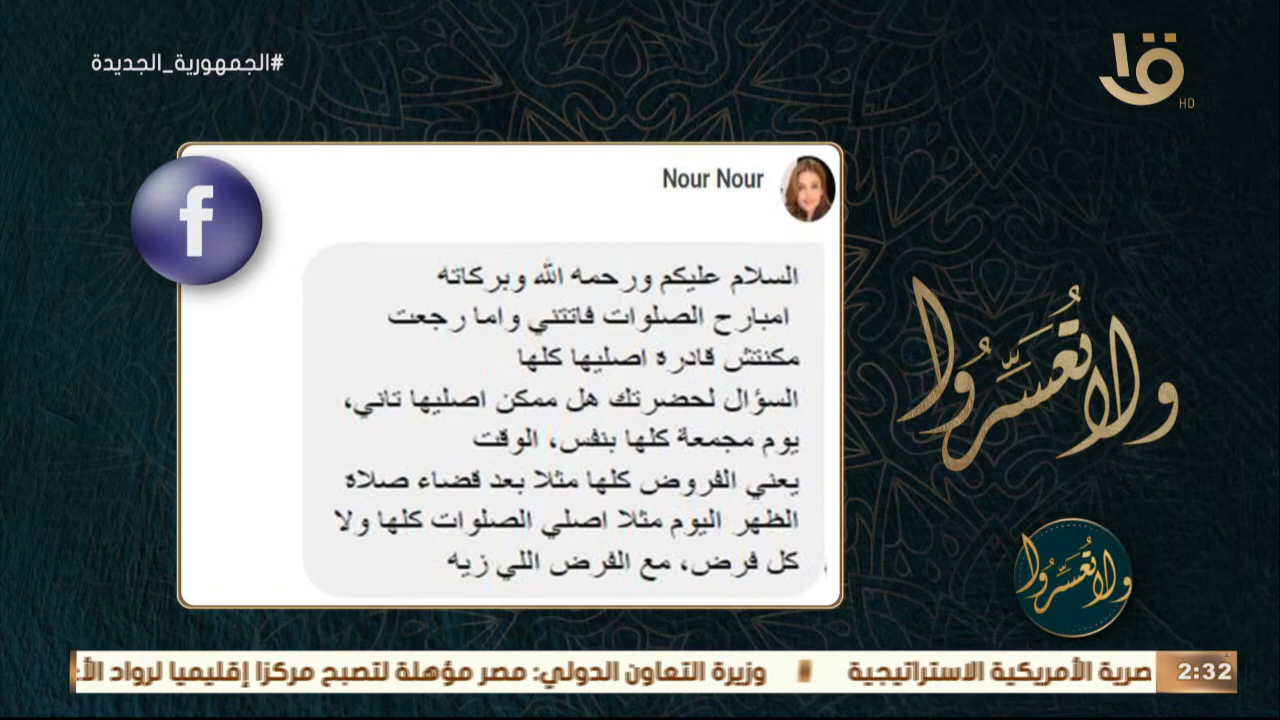 #الجمهورية_الجديدة
HD
Nour Nour
السلام عليكم ورحمه الله وبركاته
امبارح الصلوات فاتتني واما رجعت
مكنتش قادره اصليها كلها
السؤال لحضرتك هل ممكن اصليها تاني،
يوم مجمعة كلها بنفس، الوقت
يعني الفروض كلها مثلا بعد قضاء صلاة
الظهر اليوم مثلا اصلي الصلوات كلها ولا
كل فرض، مع الفرض اللي زيه
ولا تعسروا
ولا تعسروا
2:32
صرية الأمريكية الاستراتيجية
وزيرة التعاون الدولي: مصر مؤهلة لتصبح مركزا إقليميا لرواد الأع